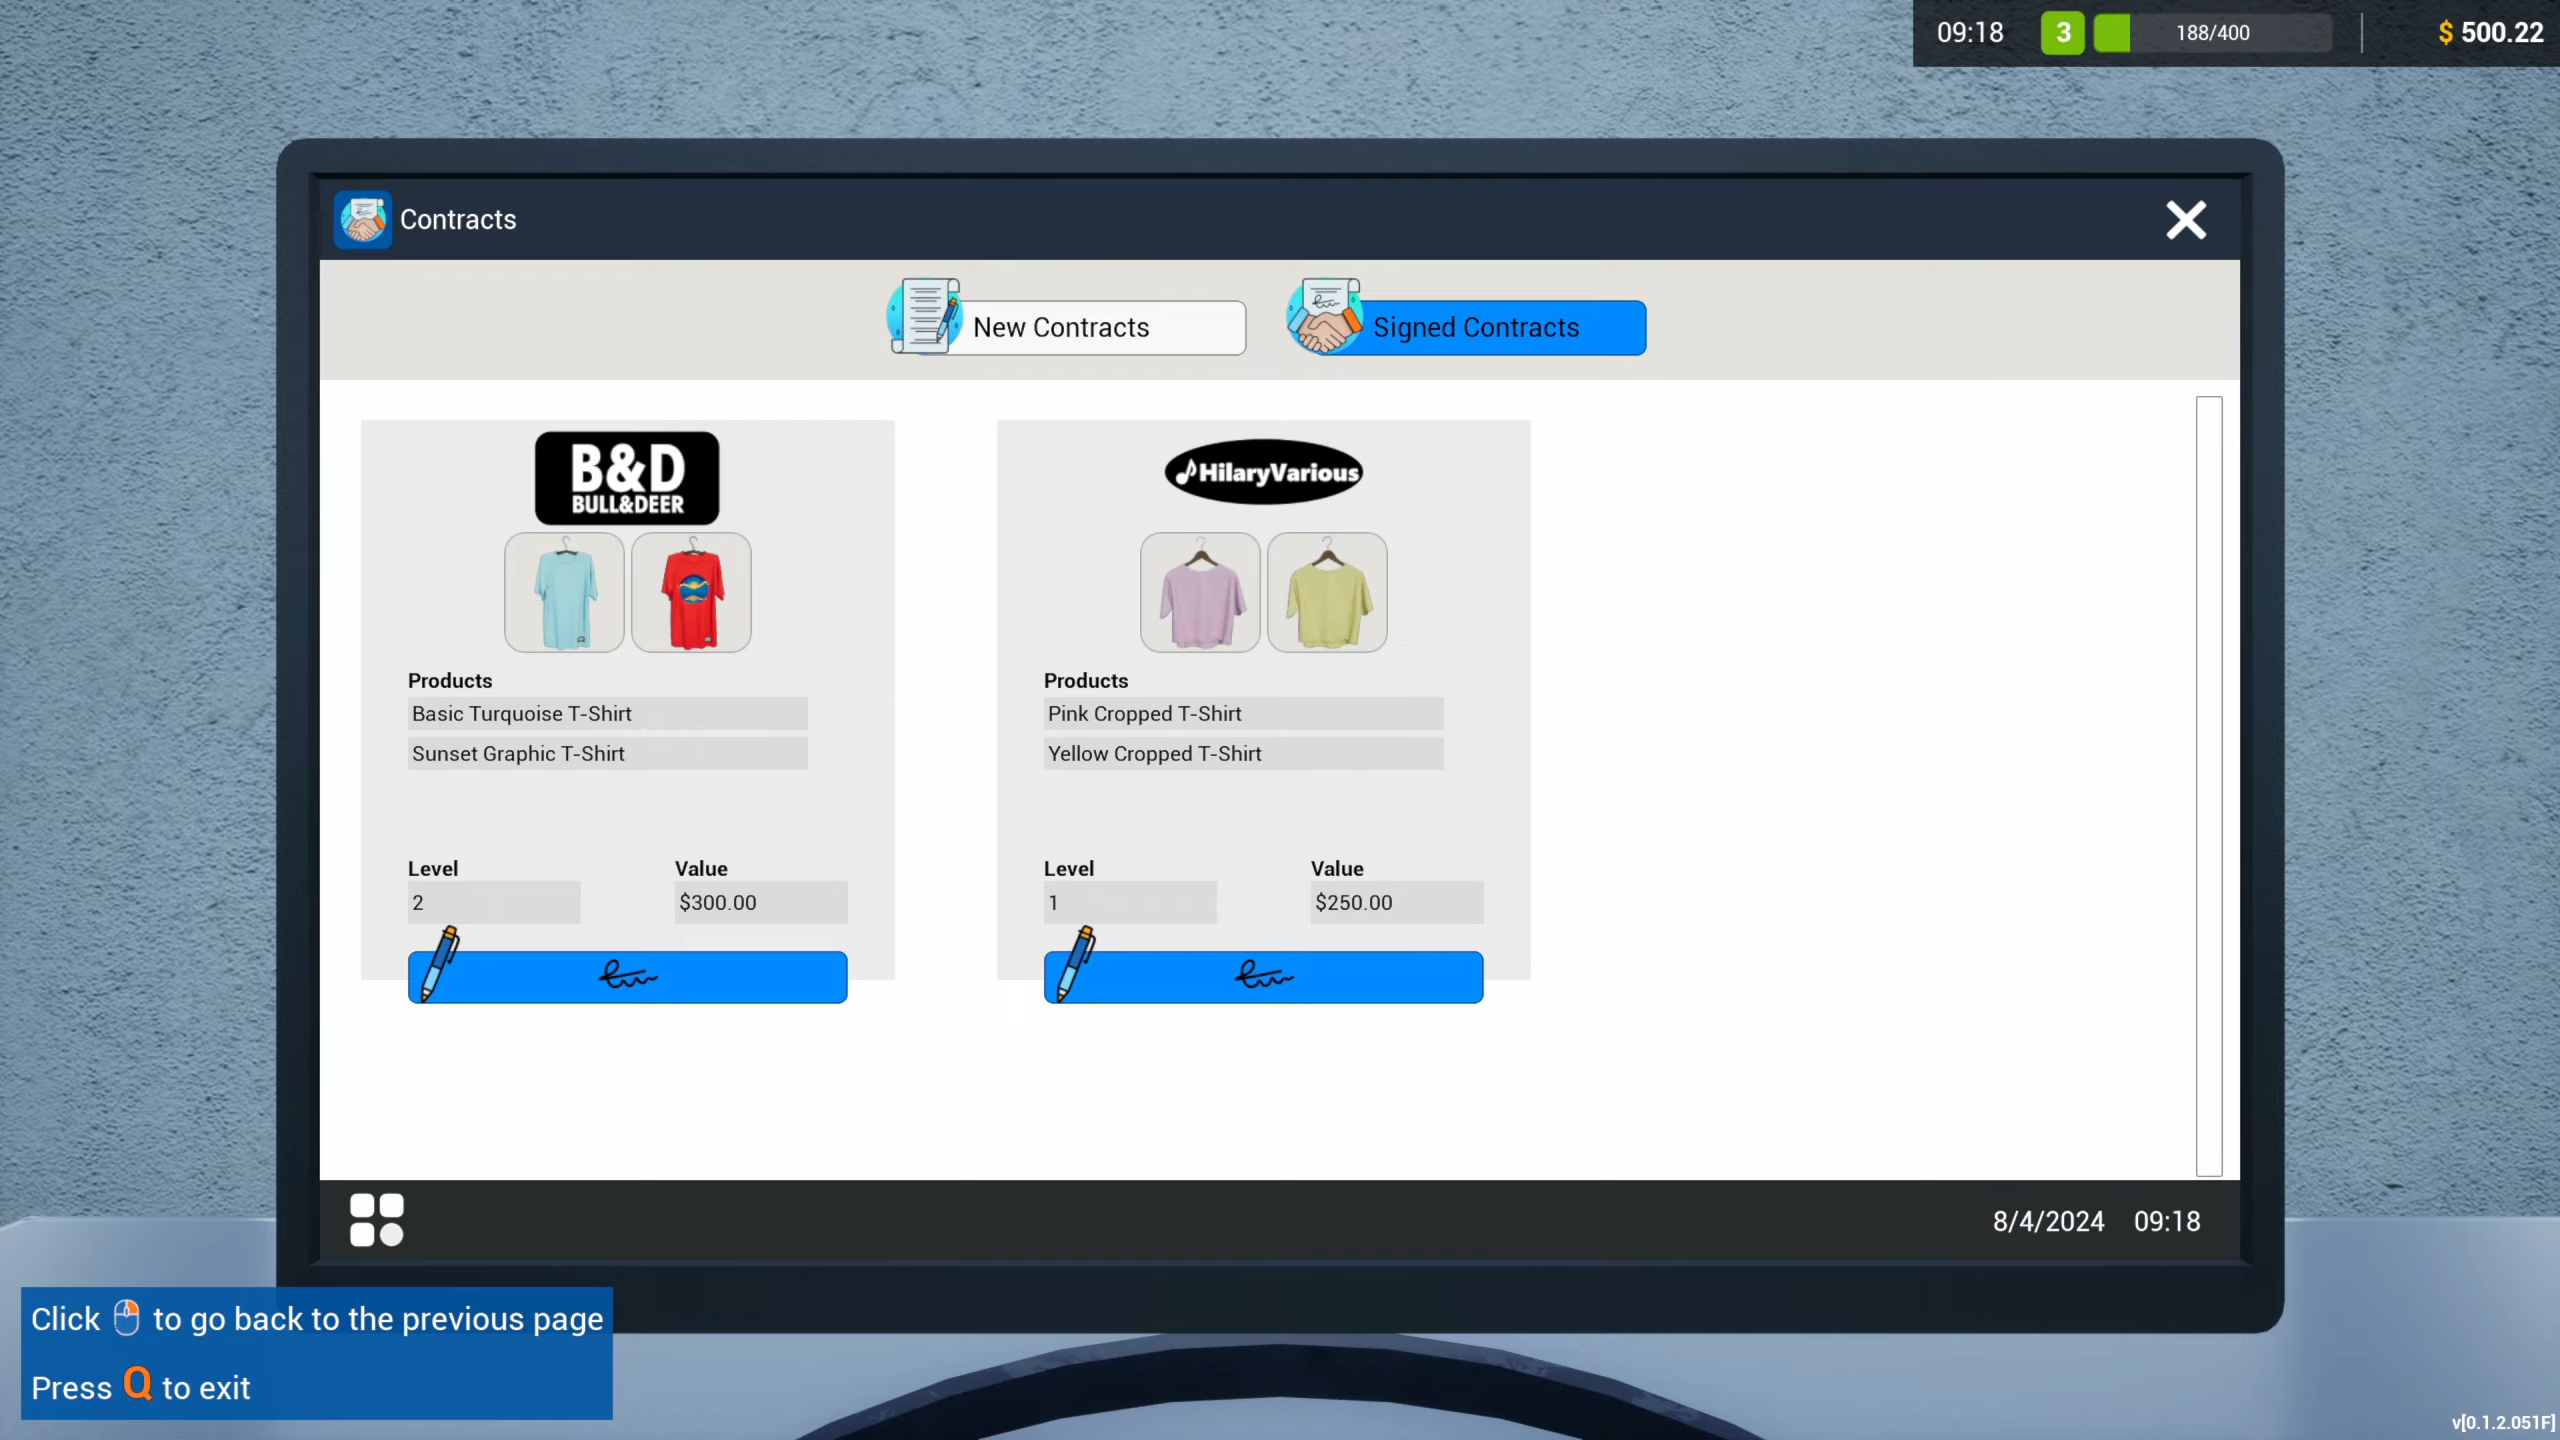 09:18 3 188/400 $ 500.22
Contracts
New Contracts Signed Contracts
B&D
BULL&DEER
Products
Basic Turquoise T-Shirt
Sunset Graphic T-Shirt
Level Value
2 $300.00
HilaryVarious
Products
Pink Cropped T-Shirt
Yellow Cropped T-Shirt
Level Value
1 $250.00
8/4/2024 09:18
Click to go back to the previous page
Press Q to exit
v[0.1.2.051F]